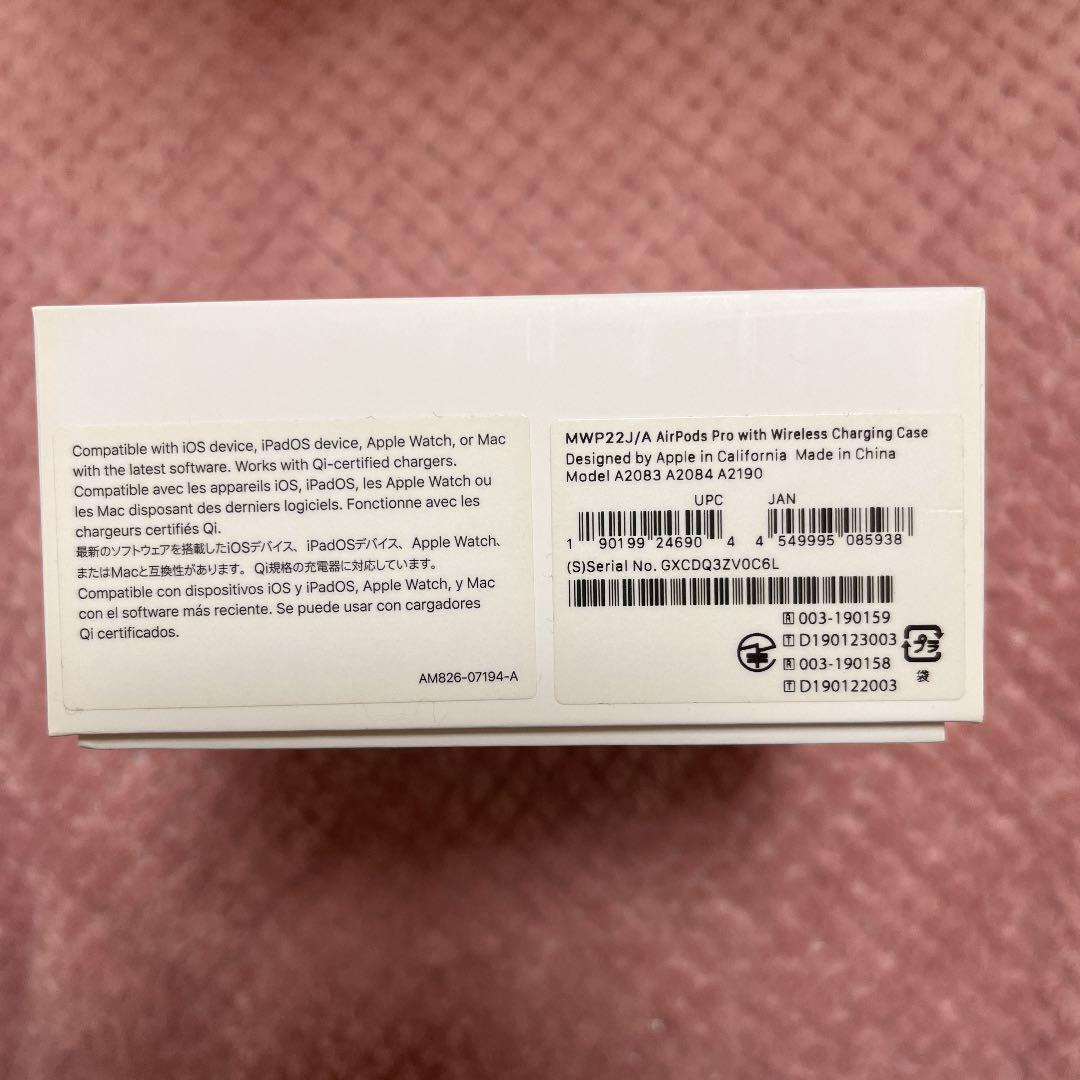 Compatible with iOS device, iPadOS device, Apple Watch, or Mac
with the latest software. Works with Qi-certified chargers.
Compatible avec les appareils iOS, iPadOS, les Apple Watch ou
les Mac disposant des derniers logiciels. Fonctionne avec les
chargeurs certifiés Qi.
最新のソフトウェアを搭載したiOSデバイス、iPadOSデバイス、Apple Watch、
またはMacと互換性があります。Qi規格の充電器に対応しています。
Compatible con dispositivos iOS y iPadOS, Apple Watch, y Mac
con el software más reciente. Se puede usar con cargadores
Qi certificados.
AM826-07194-A
MWP22J/A AirPods Pro with Wireless Charging Case
Designed by Apple in California Made in China
Model A2083 A2084 A2190
UPC JAN
1 90199 24690 4 4 549995 085938
(S)Serial No. GXCDQ3ZV0C6L
R 003-190159
T D190123003
R 003-190158
T D190122003
プラ
袋